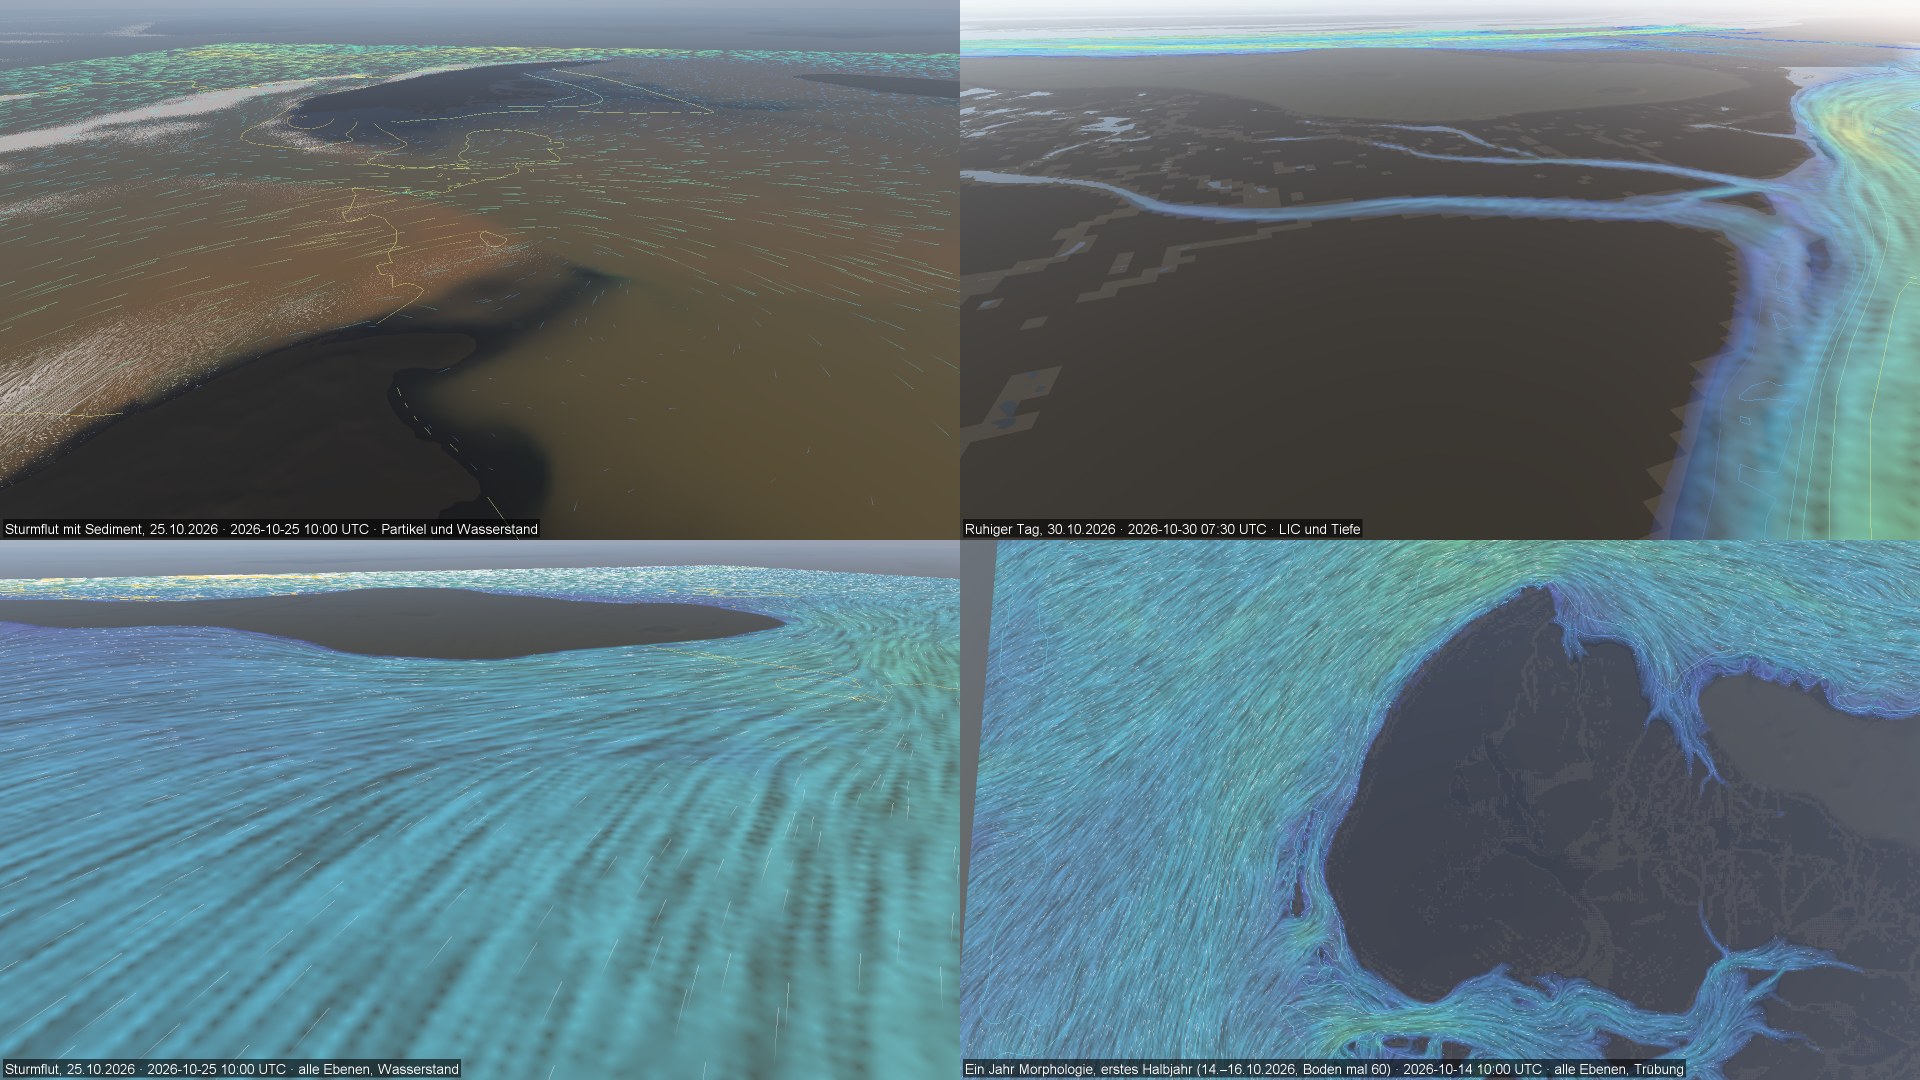 Sturmflut mit Sediment, 25.10.2026 · 2026-10-25 10:00 UTC · Partikel und Wasserstand
Ruhiger Tag, 30.10.2026 · 2026-10-30 07:30 UTC · LIC und Tiefe
Sturmflut, 25.10.2026 · 2026-10-25 10:00 UTC · alle Ebenen, Wasserstand
Ein Jahr Morphologie, erstes Halbjahr (14.–16.10.2026, Boden mal 60) · 2026-10-14 10:00 UTC · alle Ebenen, Trübung